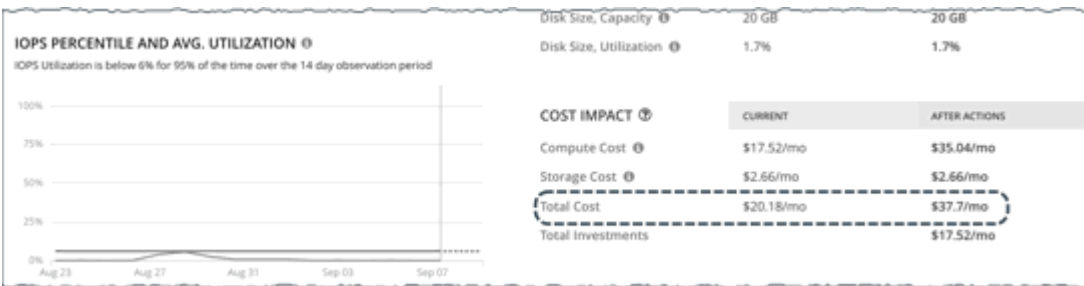 IOPS PERCENTILE AND AVG. UTILIZATION
IOPS Utilization is below 6% for 95% of the time over the 14 day observation period
100%
75%
50%
25%
0%
Aug 23 Aug 27 Aug 31 Sep 03 Sep 07
Disk Size, Capacity 20 GB 20 GB
Disk Size, Utilization 1.7% 1.7%
COST IMPACT CURRENT AFTER ACTIONS
Compute Cost $17.52/mo $35.04/mo
Storage Cost $2.66/mo $2.66/mo
Total Cost $20.18/mo $37.7/mo
Total Investments $17.52/mo